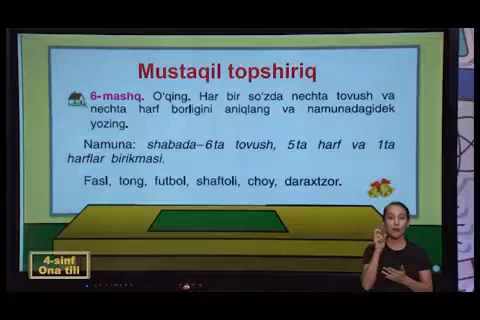 Mustaqil topshiriq
6-mashq. O'qing. Har bir so'zda nechta tovush va
nechta harf borligini aniqlang va namunadagidek
yozing.
Namuna: shabada–6ta tovush, 5ta harf va 1ta
harflar birikmasi.
Fasl, tong, futbol, shaftoli, choy, daraxtzor.
4-sinf
Ona tili